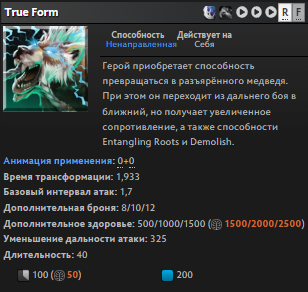 True Form
R F
Способность
Действует на
Ненаправленная
Себя
Герой приобретает способность
превращаться в разъярённого медведя.
При этом он переходит из дальнего боя в
ближний, но получает увеличенное
сопротивление, а также способности
Entangling Roots и Demolish.
Анимация применения: 0+0
Время трансформации: 1,933
Базовый интервал атак: 1,7
Дополнительная броня: 8/10/12
Дополнительное здоровье: 500/1000/1500 (1500/2000/2500)
Уменьшение дальности атаки: 325
Длительность: 40
100 (50)
200